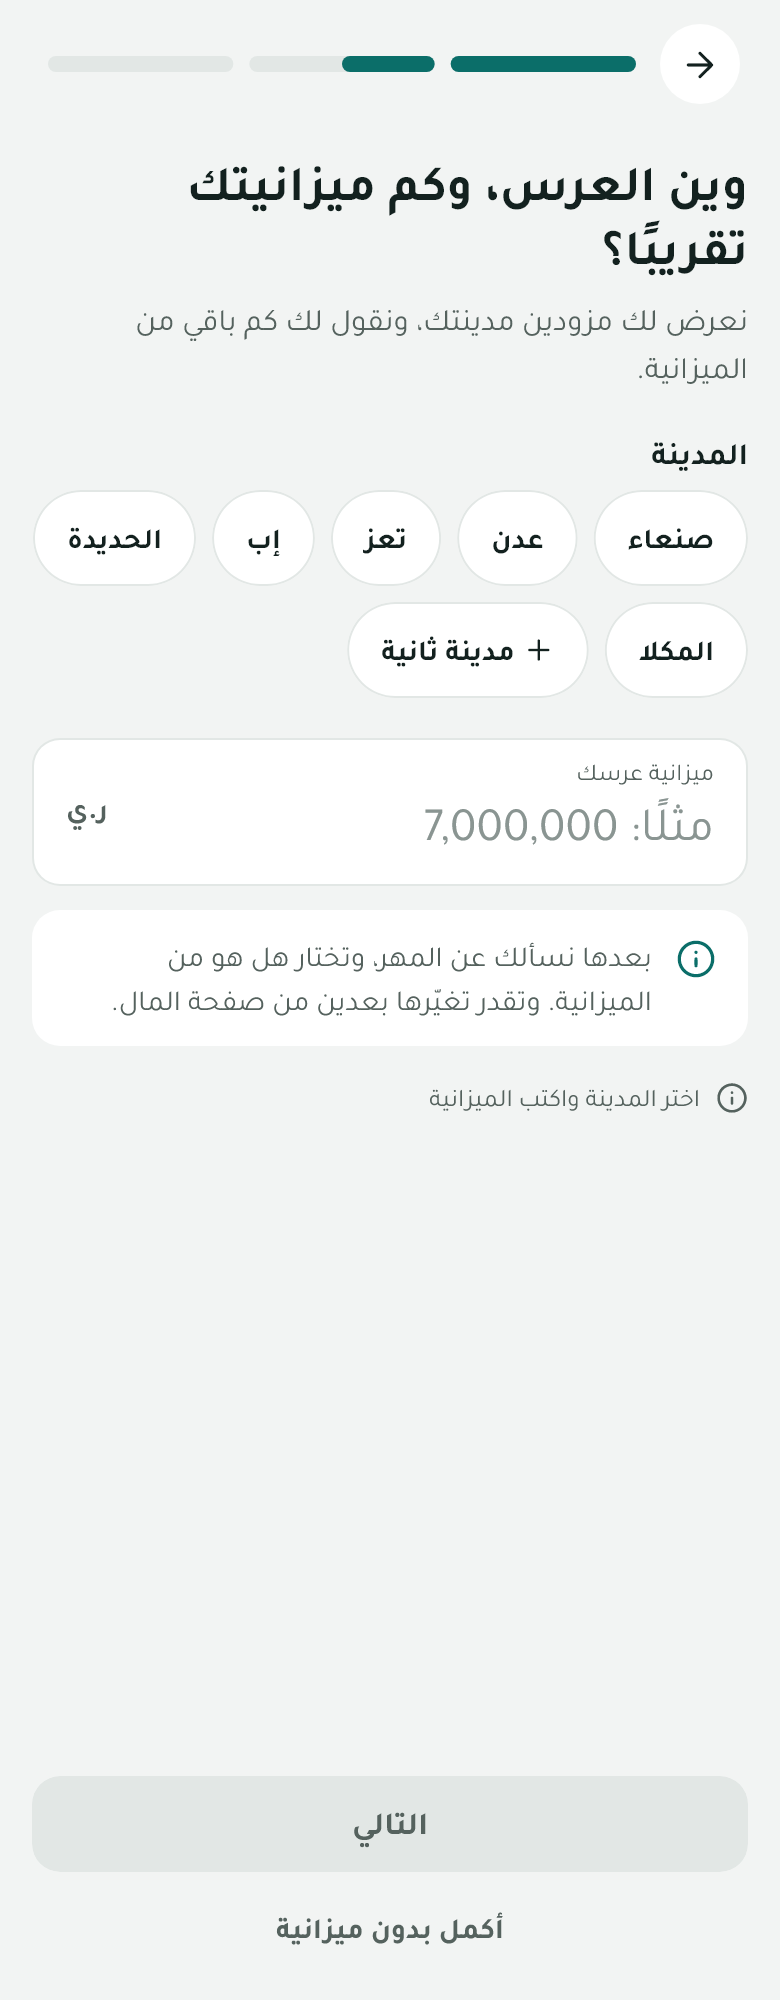 وين العرس، وكم ميزانيتك
تقريبًا؟
نعرض لك مزودين مدينتك، ونقول لك كم باقي من
الميزانية.
المدينة
صنعاء
عدن
تعز
إب
الحديدة
المكلا
+ مدينة ثانية
ميزانية عرسك
مثلًا: 7,000,000
ر.ي
بعدها نسألك عن المهر، وتختار هل هو من
الميزانية. وتقدر تغيّرها بعدين من صفحة المال.
اختر المدينة واكتب الميزانية
التالي
أكمل بدون ميزانية